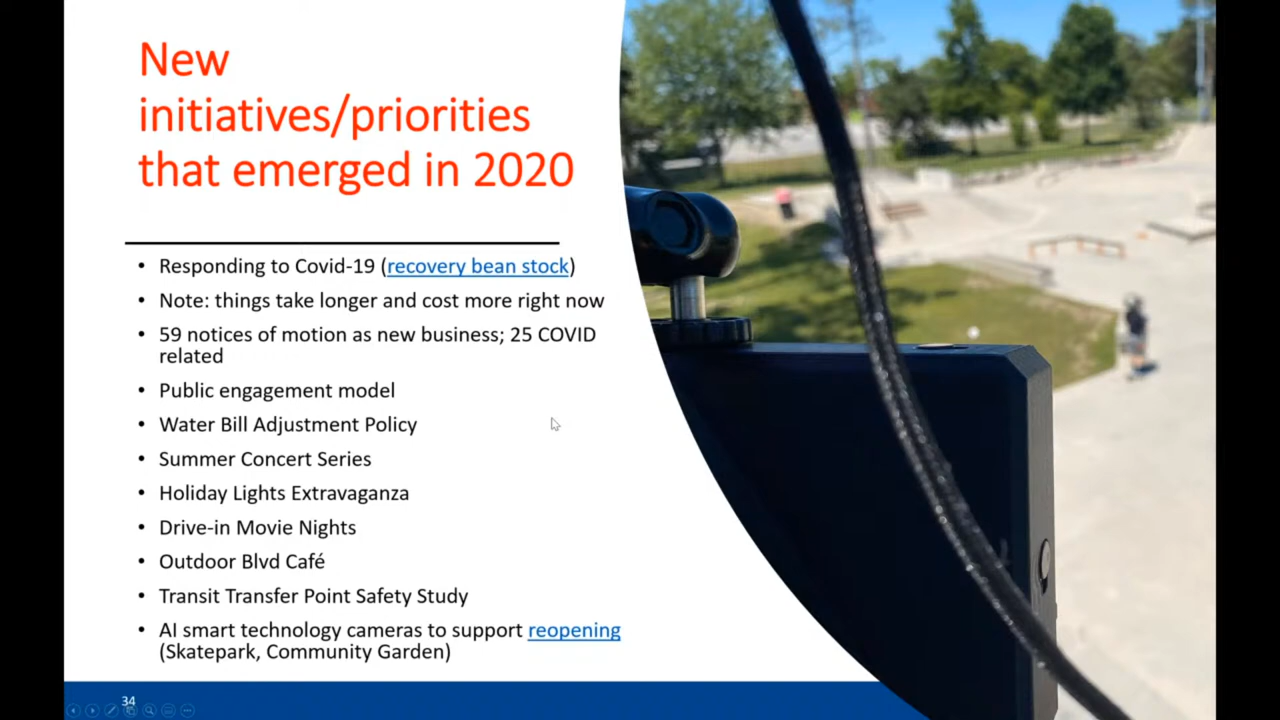 New
initiatives/priorities
that emerged in 2020
• Responding to Covid-19 (recovery bean stock)
• Note: things take longer and cost more right now
• 59 notices of motion as new business; 25 COVID
related
• Public engagement model
• Water Bill Adjustment Policy
• Summer Concert Series
• Holiday Lights Extravaganza
• Drive-in Movie Nights
• Outdoor Blvd Café
• Transit Transfer Point Safety Study
• AI smart technology cameras to support reopening
(Skatepark, Community Garden)
34